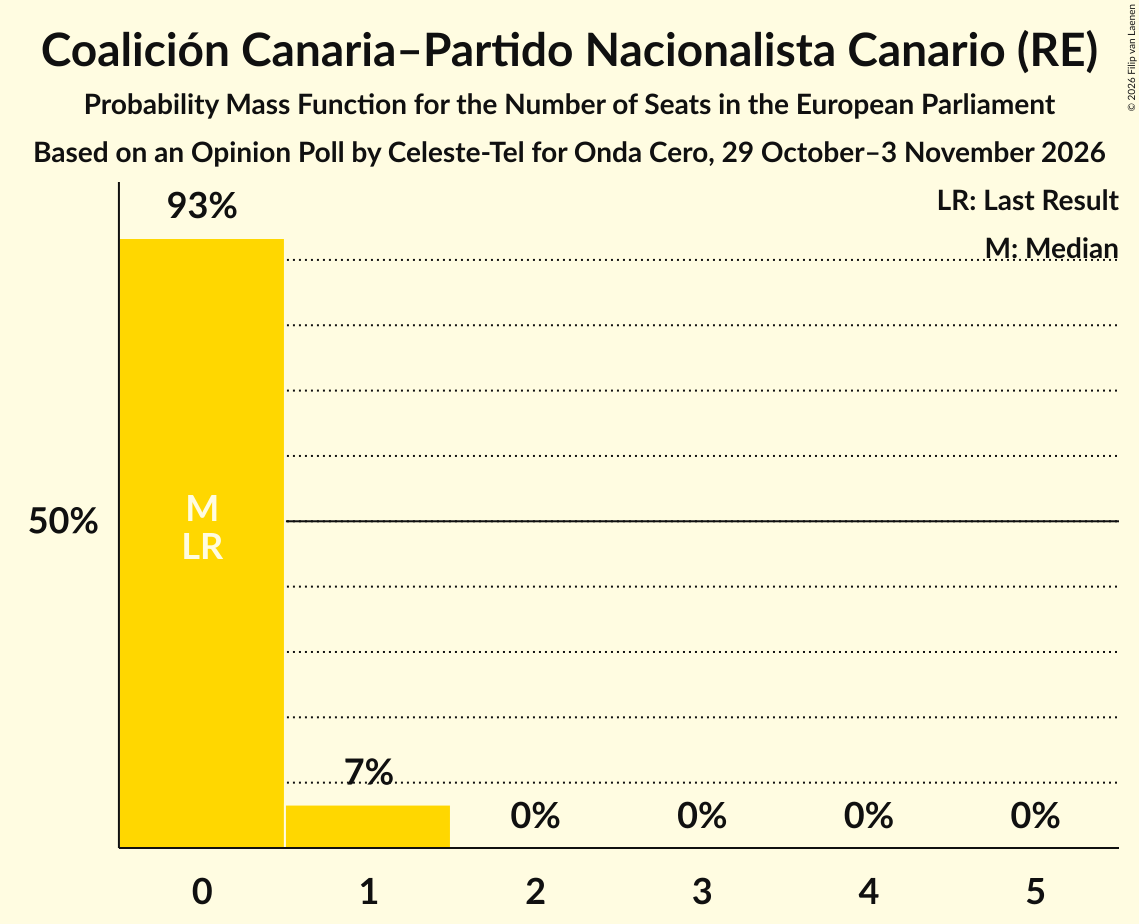 Coalición Canaria–Partido Nacionalista Canario (RE)
Probability Mass Function for the Number of Seats in the European Parliament
Based on an Opinion Poll by Celeste-Tel for Onda Cero, 29 October–3 November 2026
© 2026 Filip van Laenen
LR: Last Result
M: Median
93%
50%
M
LR
7%
0%
0%
0%
0%
0
1
2
3
4
5